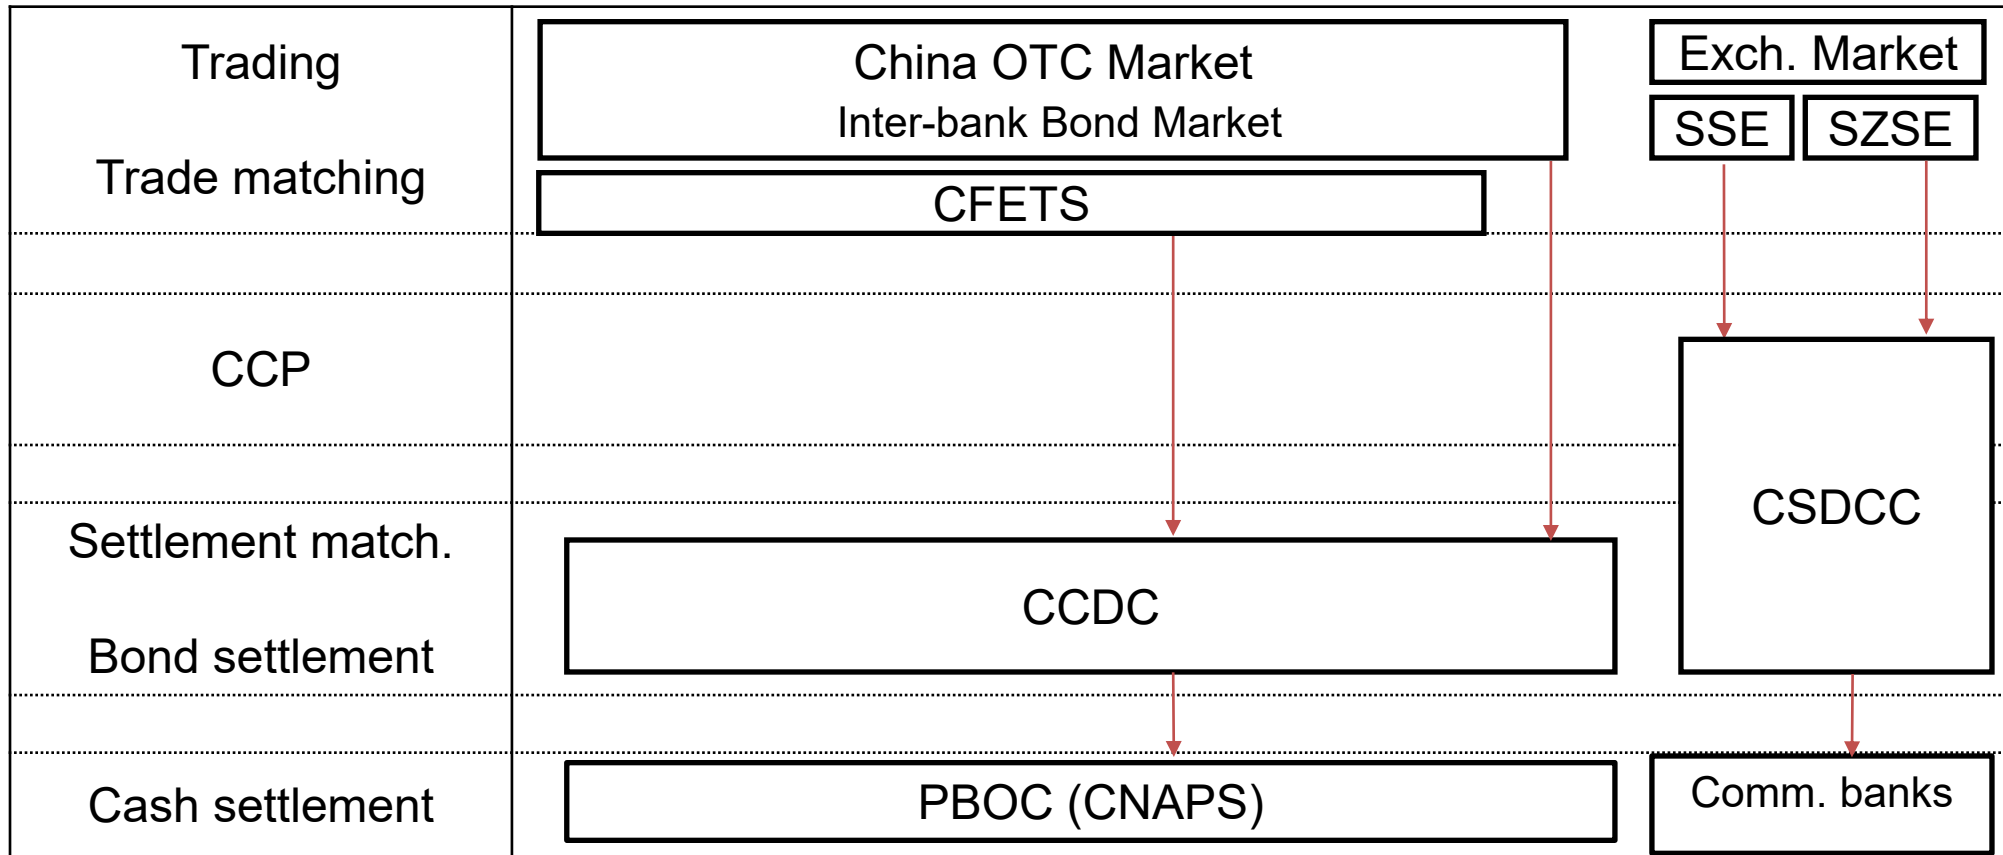 Trading
Trade matching
China OTC Market
Inter-bank Bond Market
CFETS
Exch. Market
SSE
SZSE
CCP
CSDCC
Settlement match.
Bond settlement
CCDC
Cash settlement
PBOC (CNAPS)
Comm. banks